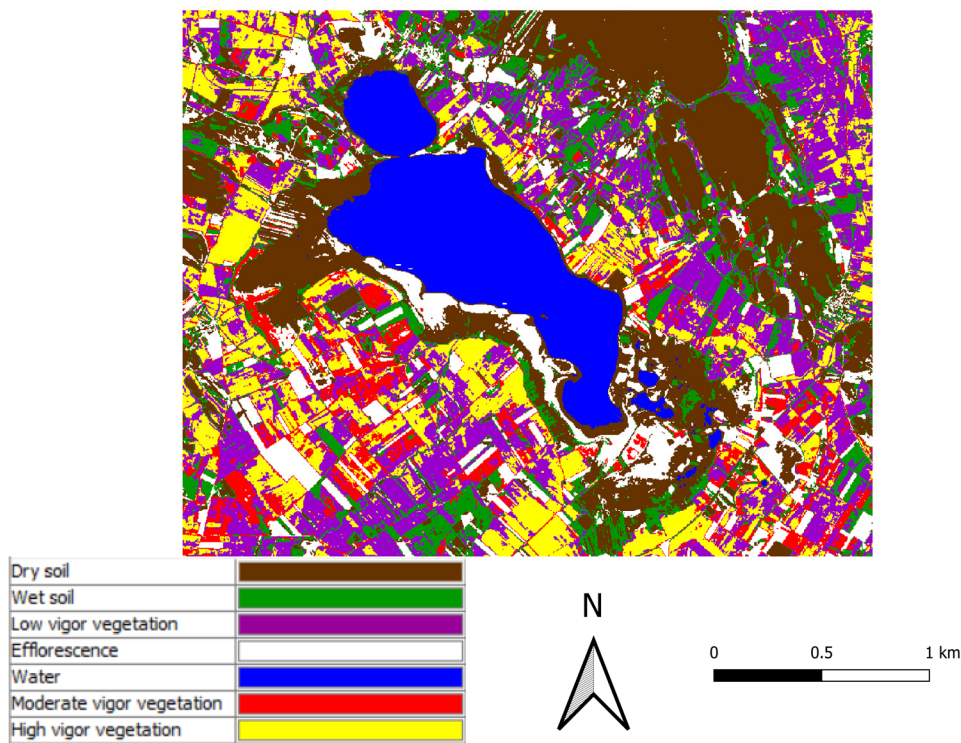 Dry soil
Wet soil
Low vigor vegetation
Efflorescence
Water
Moderate vigor vegetation
High vigor vegetation
N
0 0.5 1 km